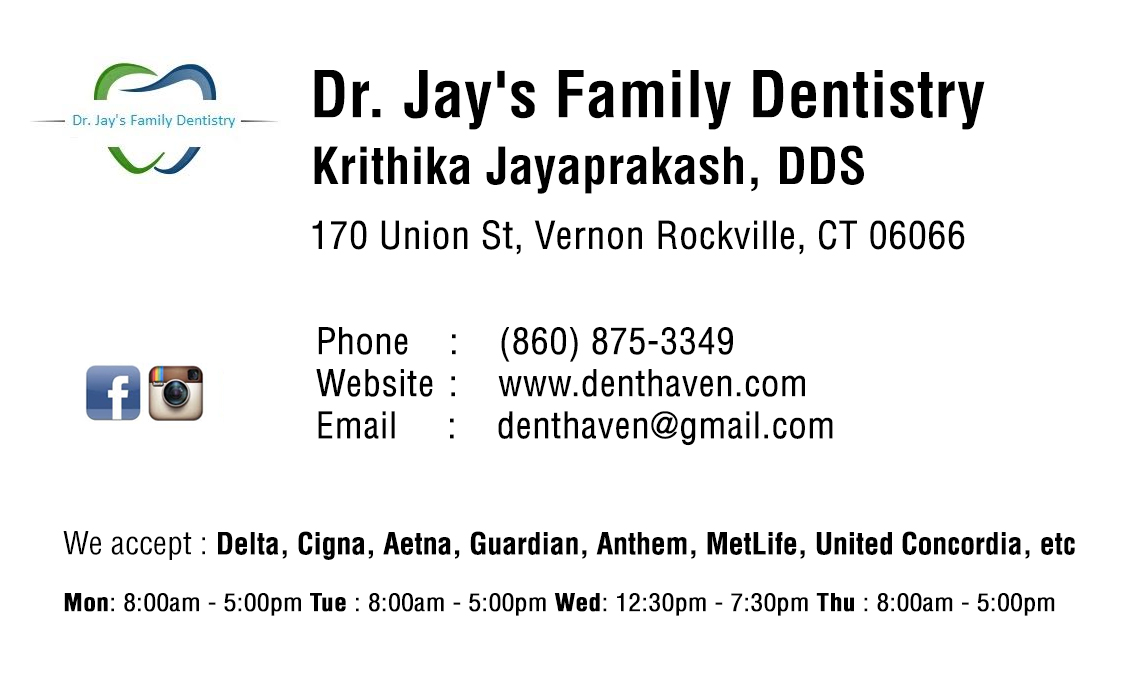 Dr. Jay's Family Dentistry
Dr. Jay's Family Dentistry
Krithika Jayaprakash, DDS
170 Union St, Vernon Rockville, CT 06066
Phone : (860) 875-3349
Website : www.denthaven.com
f
Email : denthaven@gmail.com
We accept : Delta, Cigna, Aetna, Guardian, Anthem, MetLife, United Concordia, etc
Mon: 8:00am - 5:00pm Tue : 8:00am - 5:00pm Wed: 12:30pm - 7:30pm Thu : 8:00am - 5:00pm